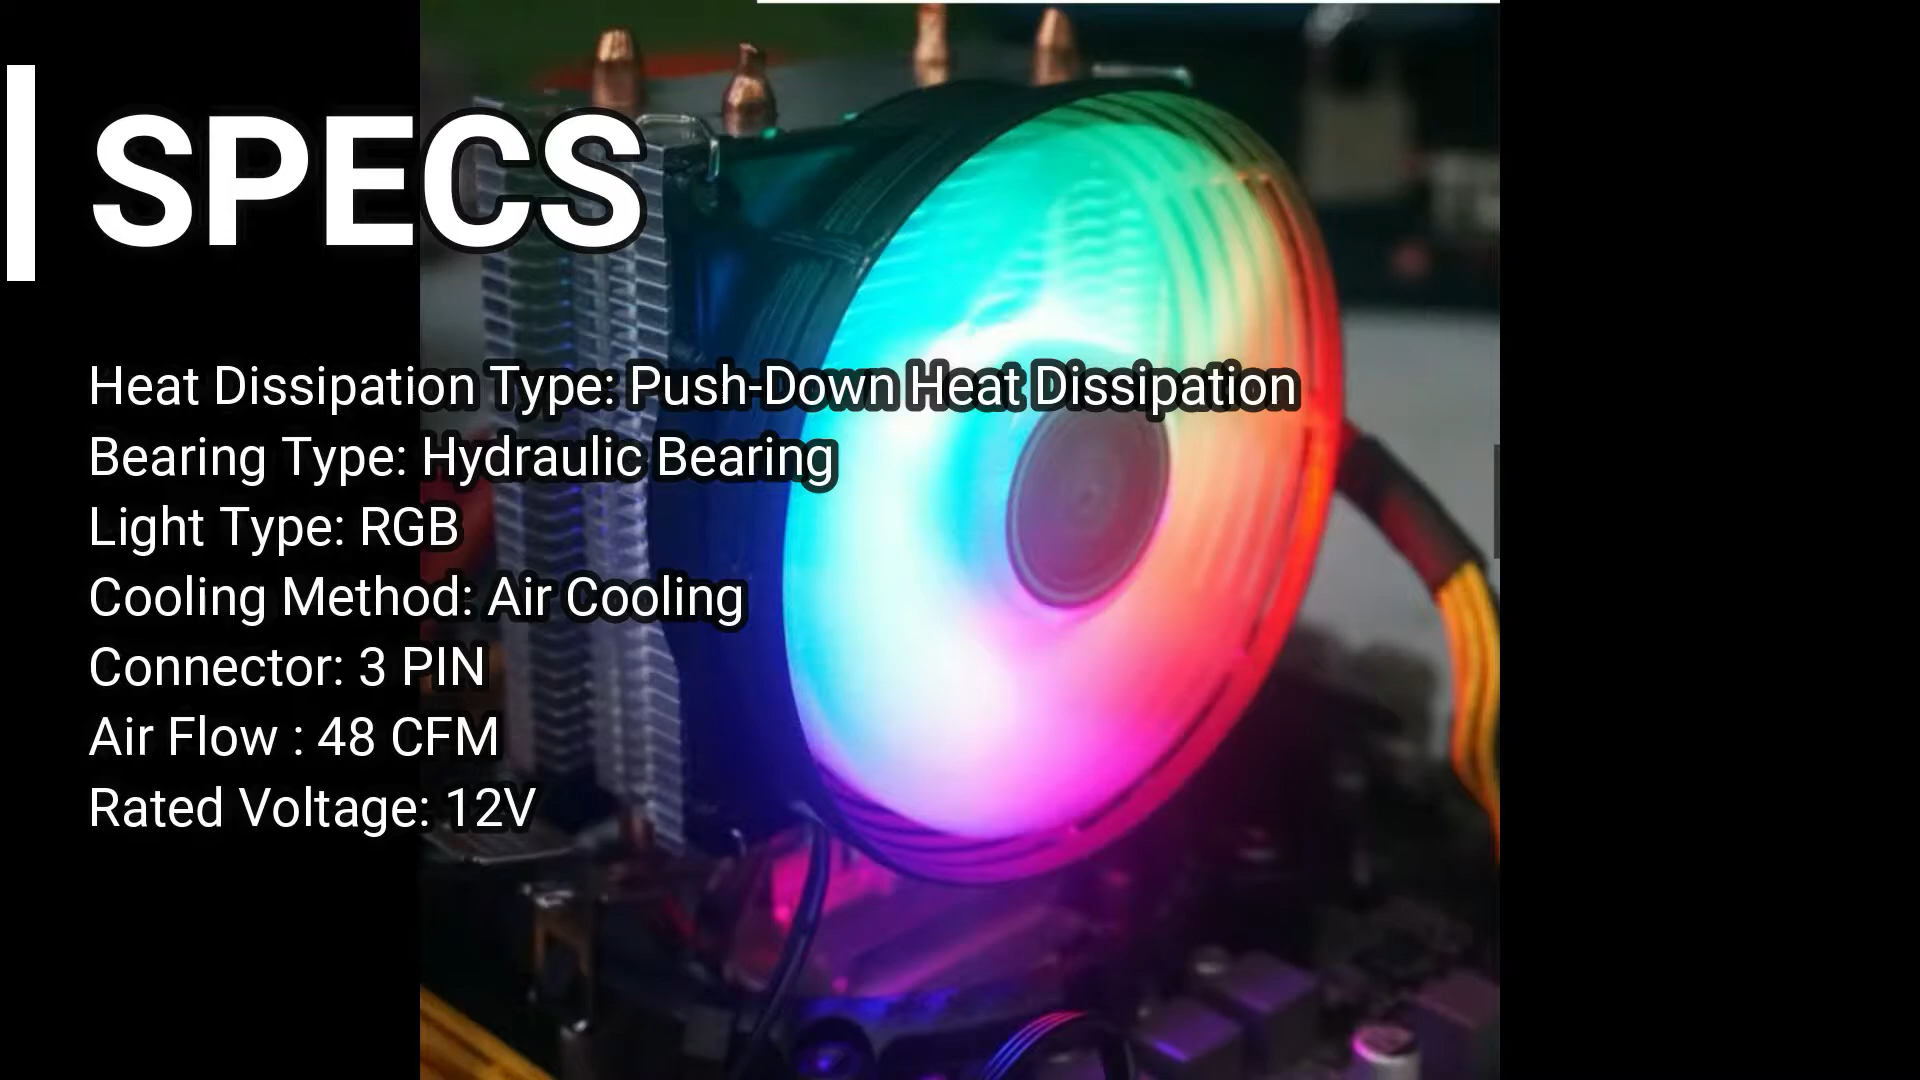 SPECS
Heat Dissipation Type: Push-Down Heat Dissipation
Bearing Type: Hydraulic Bearing
Light Type: RGB
Cooling Method: Air Cooling
Connector: 3 PIN
Air Flow : 48 CFM
Rated Voltage: 12V